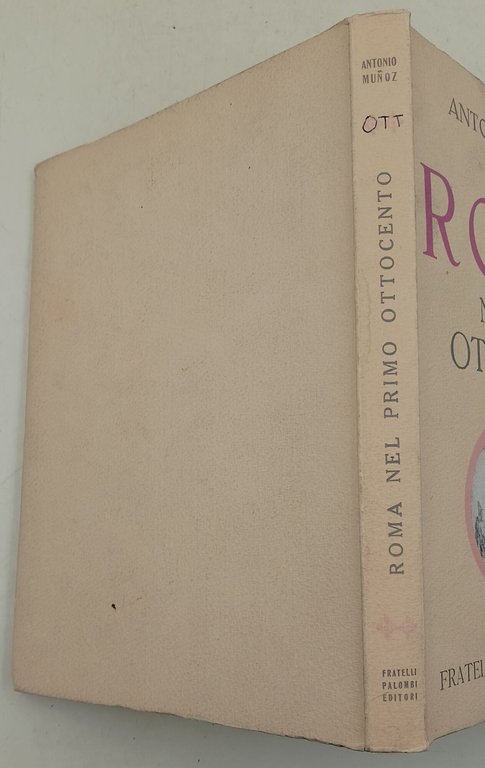 ANTONIO
MUÑOZ
OTT
ROMA NEL PRIMO OTTOCENTO
FRATELLI
PALOMBI
EDITORI